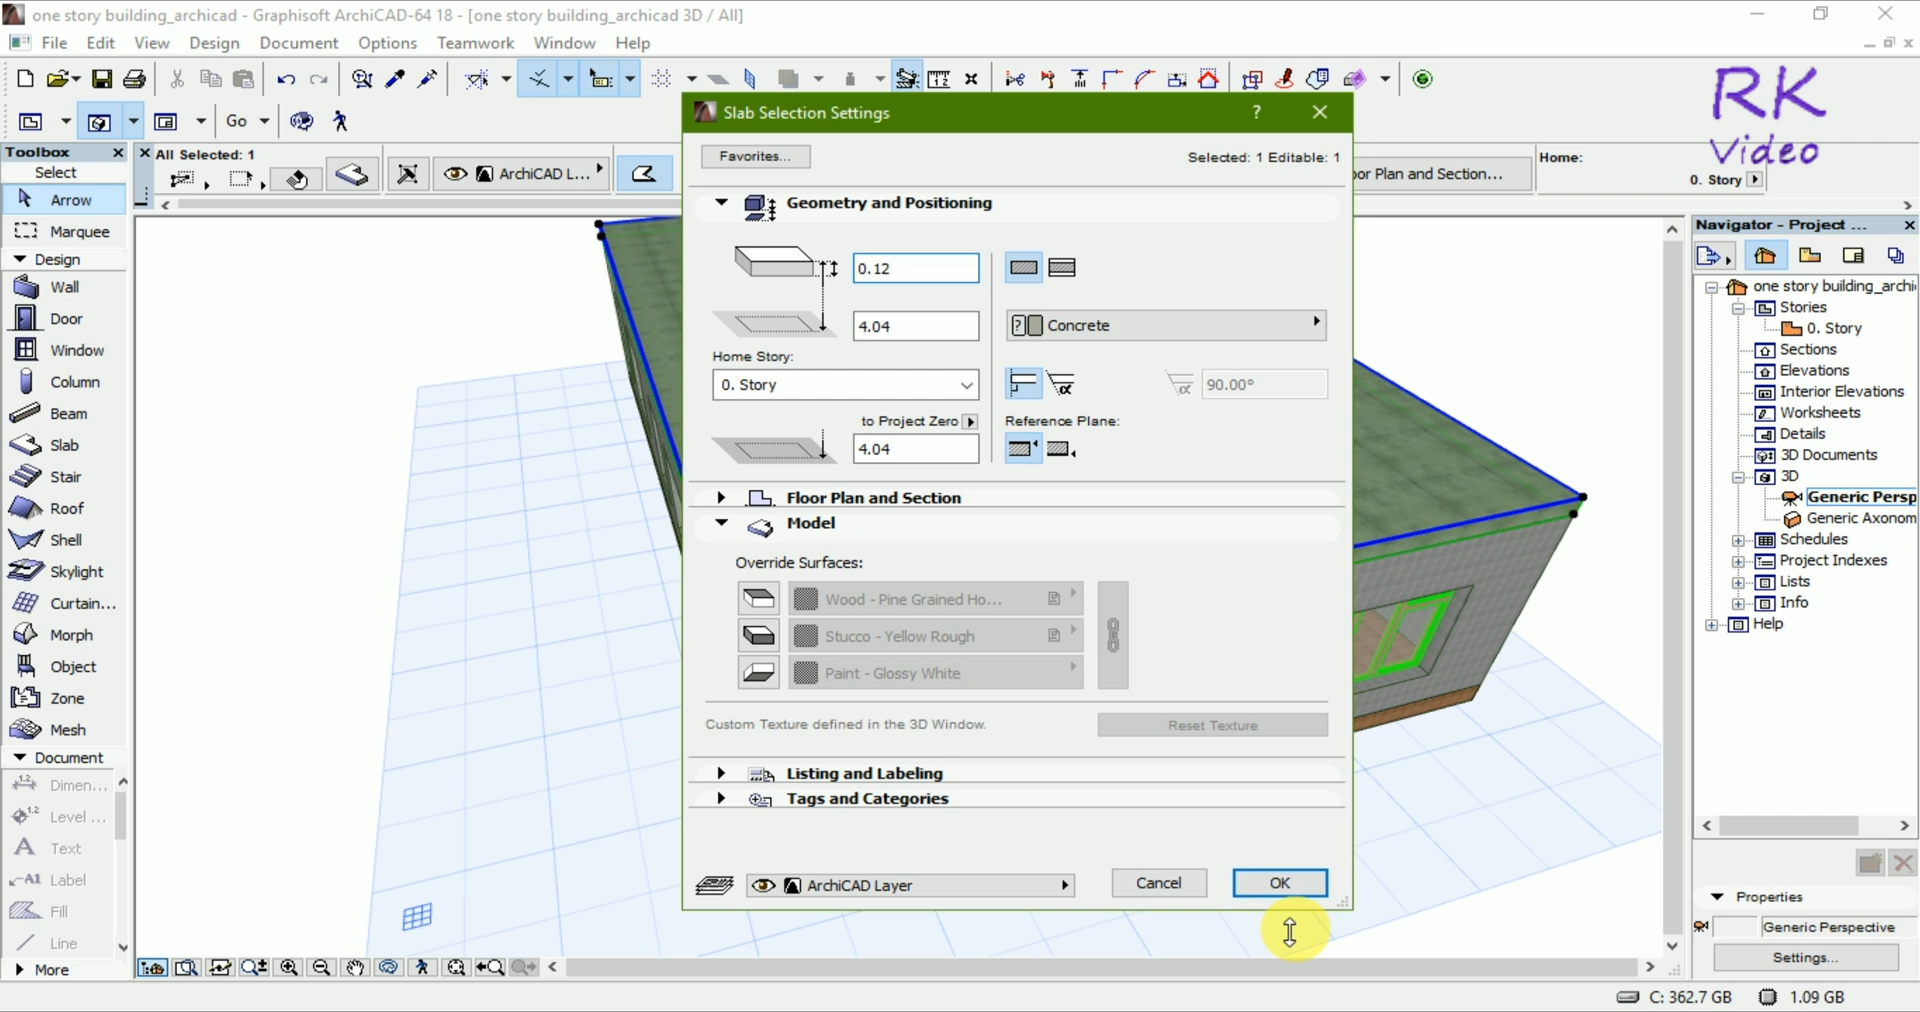 one story building_archicad - Graphisoft ArchiCAD-64 18 - [one story building_archicad 3D / All]
File Edit View Design Document Options Teamwork Window Help
Go
RK
Video
Toolbox
Select
Arrow
Marquee
Design
Wall
Door
Window
Column
Beam
Slab
Stair
Roof
Shell
Skylight
Curtain...
Morph
Object
Zone
Mesh
Document
Dimen...
Level ...
Text
Label
Fill
Line
More
All Selected: 1
ArchiCAD L...
or Plan and Section...
Home:
0. Story
Slab Selection Settings
Favorites...
Selected: 1 Editable: 1
Geometry and Positioning
0.12
4.04
Concrete
Home Story:
0. Story
90.00°
to Project Zero
Reference Plane:
4.04
Floor Plan and Section
Model
Override Surfaces:
Wood - Pine Grained Ho...
Stucco - Yellow Rough
Paint - Glossy White
Custom Texture defined in the 3D Window.
Reset Texture
Listing and Labeling
Tags and Categories
ArchiCAD Layer
Cancel
OK
Navigator - Project ...
one story building_archi
Stories
0. Story
Sections
Elevations
Interior Elevations
Worksheets
Details
3D Documents
3D
Generic Persp
Generic Axonom
Schedules
Project Indexes
Lists
Info
Help
Properties
Generic Perspective
Settings...
C: 362.7 GB
1.09 GB